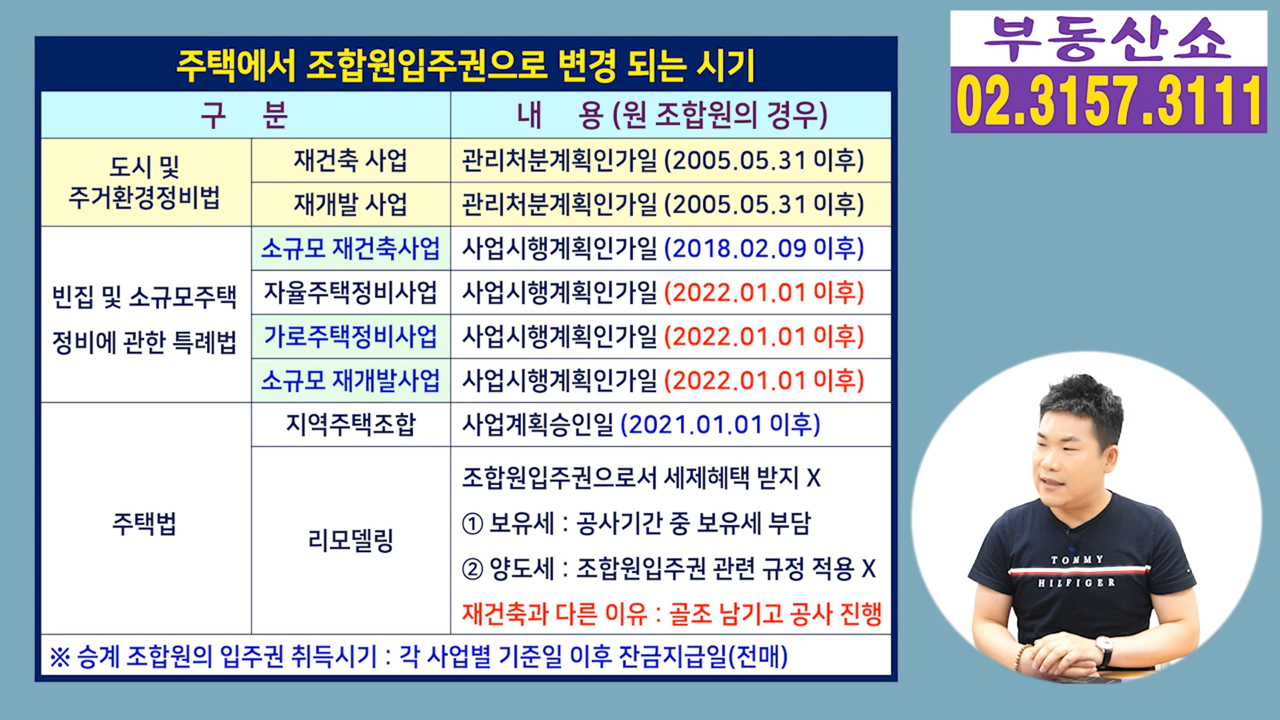 부동산쇼
02.3157.3111
주택에서 조합원입주권으로 변경 되는 시기
구 분
내 용 (원 조합원의 경우)
도시 및
주거환경정비법
재건축 사업
관리처분계획인가일 (2005.05.31 이후)
재개발 사업
관리처분계획인가일 (2005.05.31 이후)
빈집 및 소규모주택
정비에 관한 특례법
소규모 재건축사업
사업시행계획인가일 (2018.02.09 이후)
자율주택정비사업
사업시행계획인가일 (2022.01.01 이후)
가로주택정비사업
사업시행계획인가일 (2022.01.01 이후)
소규모 재개발사업
사업시행계획인가일 (2022.01.01 이후)
주택법
지역주택조합
사업계획승인일 (2021.01.01 이후)
리모델링
조합원입주권으로서 세제혜택 받지 X
① 보유세 : 공사기간 중 보유세 부담
② 양도세 : 조합원입주권 관련 규정 적용 X
재건축과 다른 이유 : 골조 남기고 공사 진행
※ 승계 조합원의 입주권 취득시기 : 각 사업별 기준일 이후 잔금지급일(전매)
TOMMY
HILFIGER